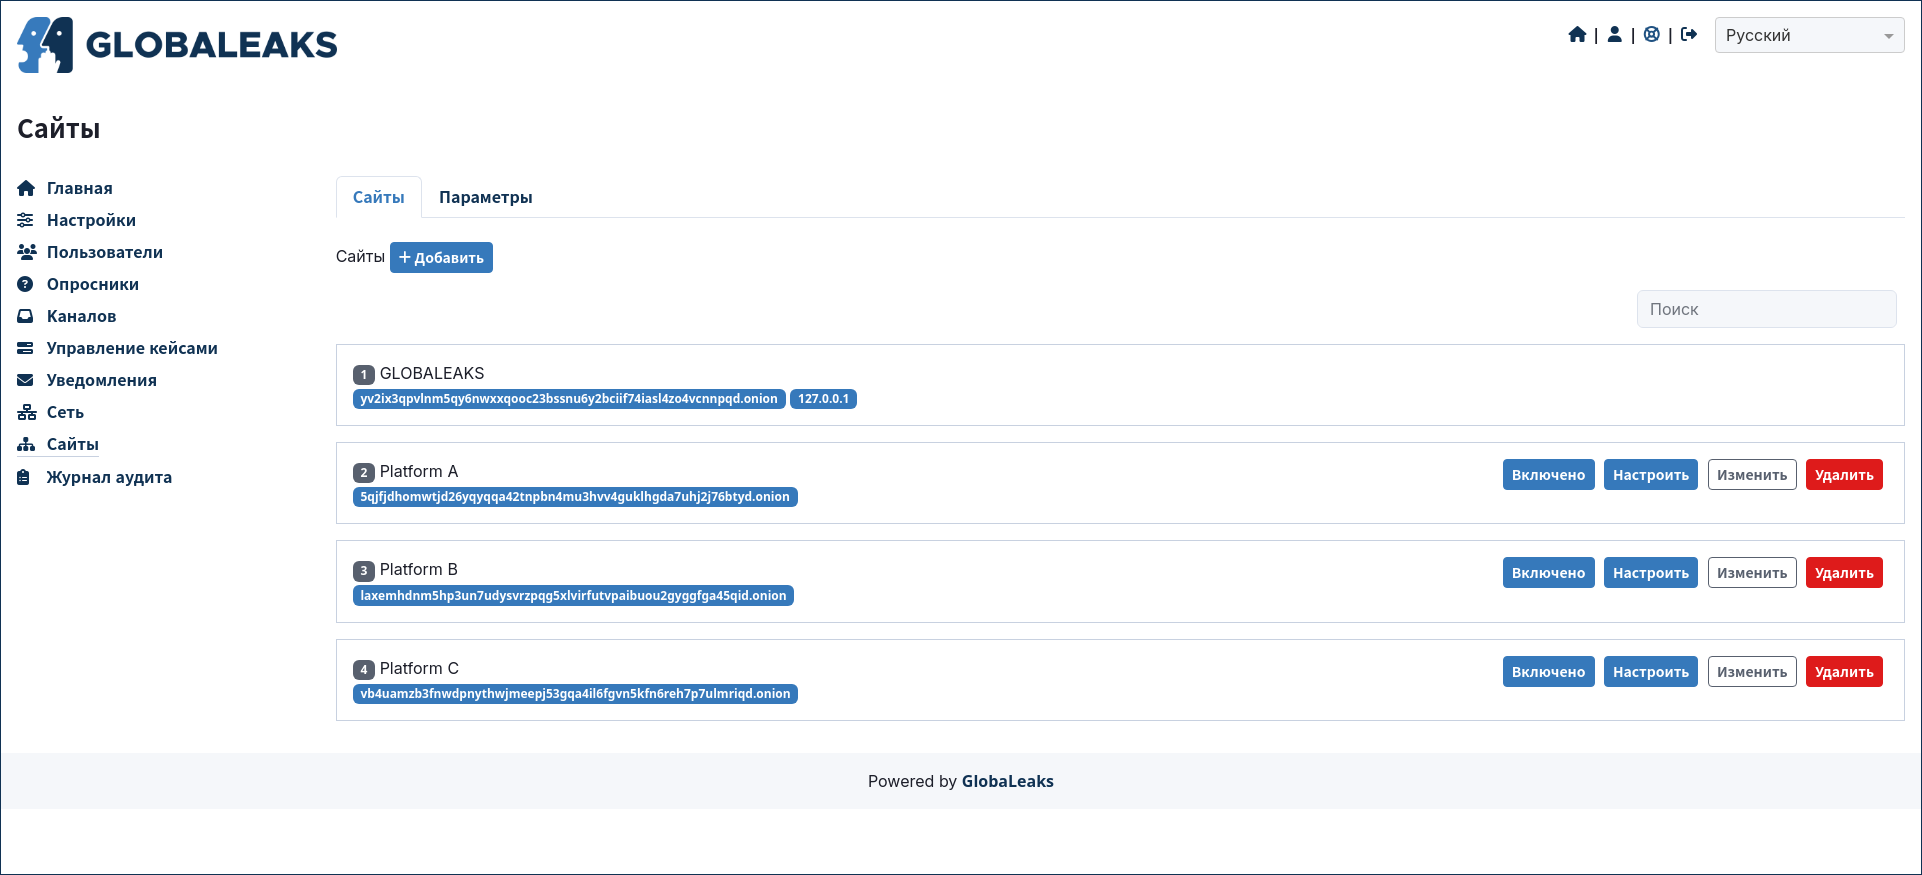 GLOBALEAKS
| | | Русский
Сайты
Главная
Настройки
Пользователи
Опросники
Каналов
Управление кейсами
Уведомления
Сеть
Сайты
Журнал аудита
Сайты Параметры
Сайты + Добавить
Поиск
1 GLOBALEAKS
yv2ix3qpvlnm5qy6nwxxqooc23bssnu6y2bciif74iasl4zo4vcnnpqd.onion 127.0.0.1
2 Platform A Включено Настроить Изменить Удалить
5qjfjdhomwtjd26yqyqqa42tnpbn4mu3hvv4guklhgda7uhj2j76btyd.onion
3 Platform B Включено Настроить Изменить Удалить
laxemhdnm5hp3un7udysvrzpqg5xlvirfutvpaibuou2gyggfga45qid.onion
4 Platform C Включено Настроить Изменить Удалить
vb4uamzb3fnwdpnythwjmeepj53gqa4il6fgvn5kfn6reh7p7ulmriqd.onion
Powered by GlobaLeaks